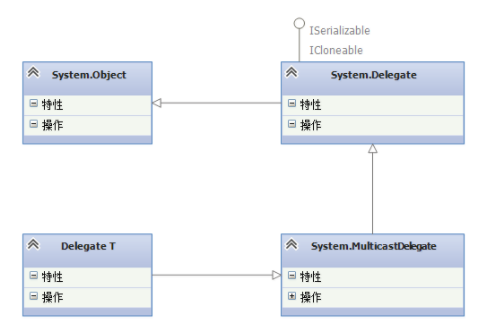 ISerializable
ICloneable
System.Object
特性
操作
System.Delegate
特性
操作
Delegate T
特性
操作
System.MulticastDelegate
特性
操作